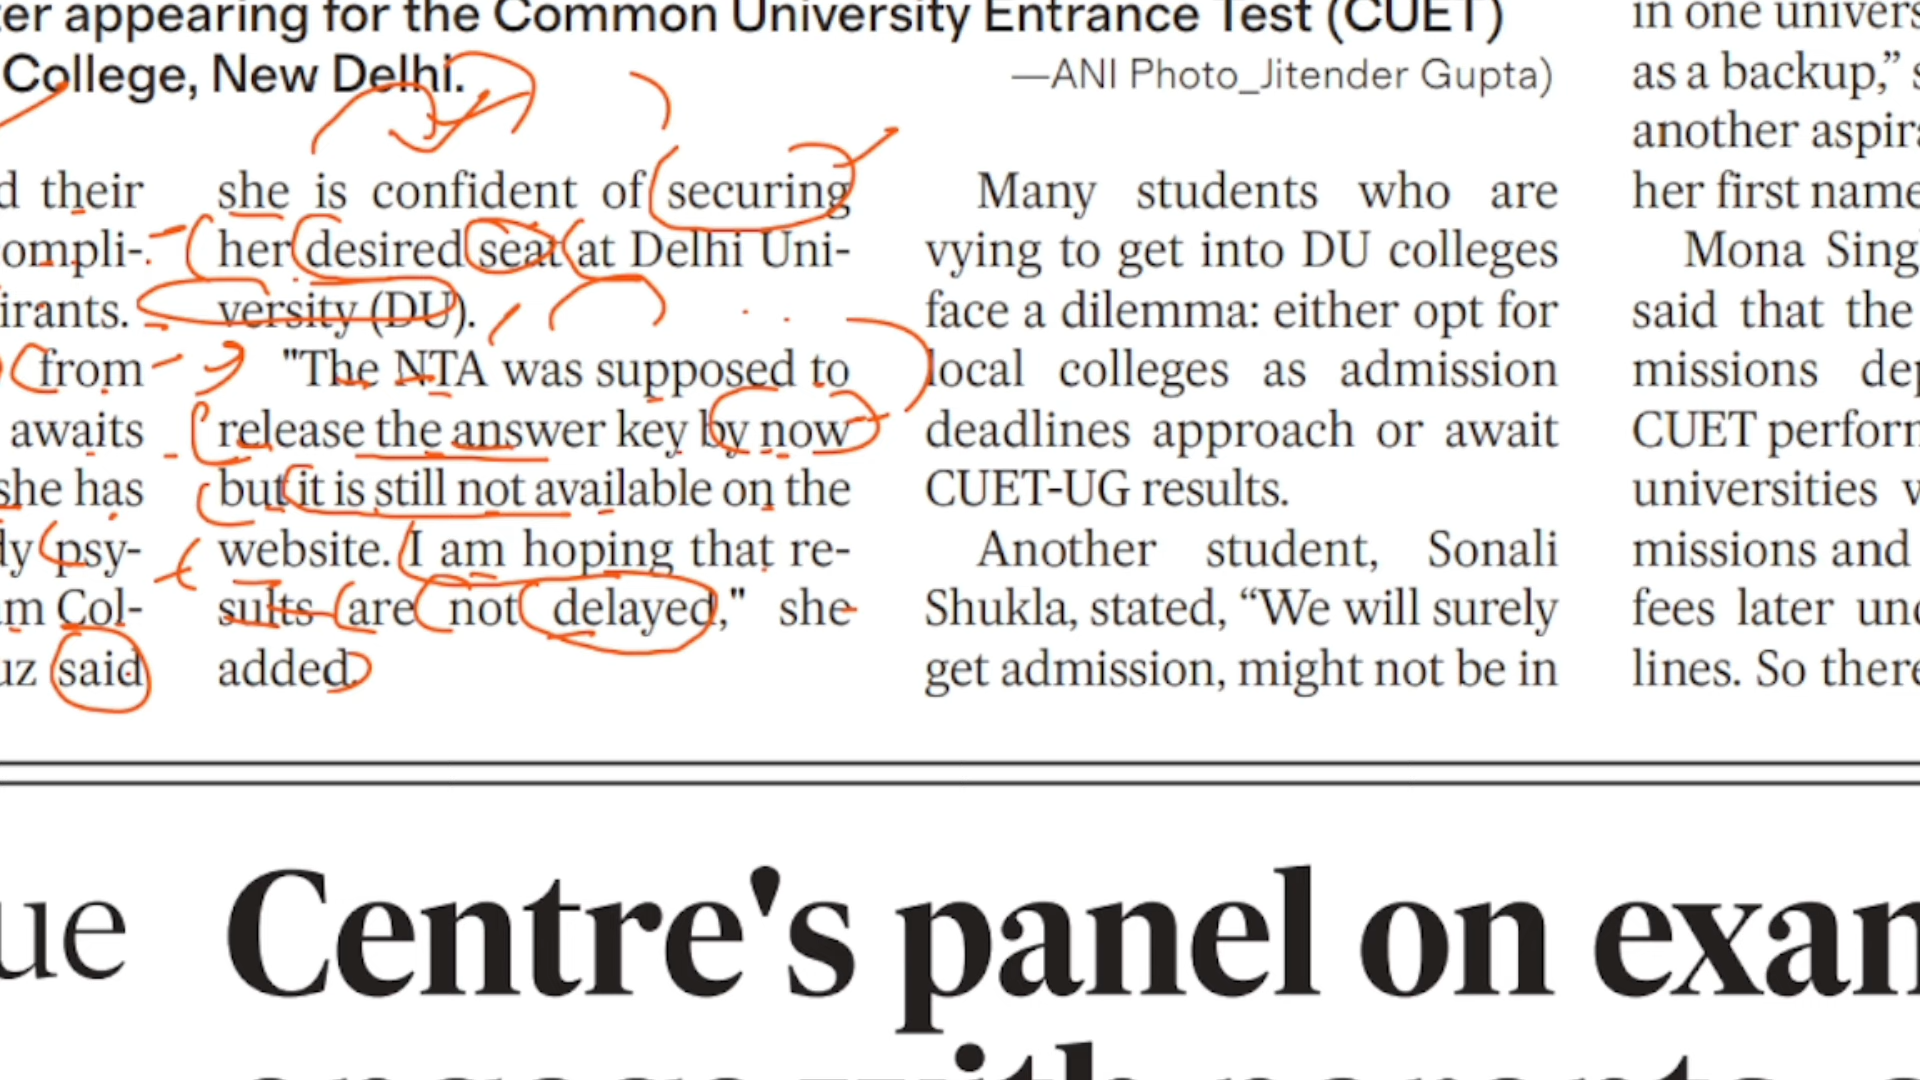 ter appearing for the Common University Entrance Test (CUET)
College, New Delhi.
—ANI Photo_Jitender Gupta)
d their
ompli-
irants.
from
awaits
she has
ly psy-
m Col-
uz said
she is confident of securing
her desired seat at Delhi Uni-
versity (DU).
"The NTA was supposed to
release the answer key by now
but it is still not available on the
website. I am hoping that re-
sults are not delayed," she
added.
Many students who are
vying to get into DU colleges
face a dilemma: either opt for
local colleges as admission
deadlines approach or await
CUET-UG results.
Another student, Sonali
Shukla, stated, “We will surely
get admission, might not be in
in one univers
as a backup,” s
another aspira
her first name
Mona Sing
said that the
missions dep
CUET perform
universities v
missions and
fees later und
lines. So there
ue
Centre's panel on exam